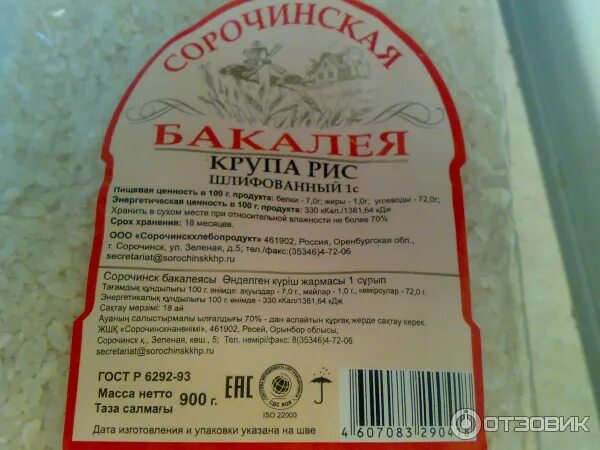 СОРОЧИНСКАЯ
БАКАЛЕЯ
КРУПА РИС
ШЛИФОВАННЫЙ 1с
Пищевая ценность в 100 г. продукта: белки - 7,0г; жиры - 1,0г; углеводы - 72,0г;
Энергетическая ценность в 100 г. продукта: 330 кКал /1381,64 кДж
Хранить в сухом месте при относительной влажности не более 70%
Срок хранения: 18 месяцев.
ООО «Сорочинскхлебопродукт» 461902, Россия, Оренбургская обл.,
г. Сорочинск, ул. Зеленая, д.5; тел./факс:(35346)4-72-06
secretariat@sorochinskkhp.ru
Сорочинск бакалеясы Өнделген күріш жармасы 1 сұрып
Тағамдық құндылығы 100 г. өнімде: ақуыздар - 7,0 г., майлар - 1,0 г., көмірсулар - 72,0 г.
Энергетикалық құндылығы 100 г. өнімде - 330 кКал/1381,64 кДж
Сақтау мерзімі: 18 ай
Ауаның салыстырмалы ылғалдығы 70% - дан аспайтын құрғақ жерде сақтау керек.
ЖШҚ «Сорочинскнанөнімі», 461902, Ресей, Орынбор облысы,
Сорочинск қ., Зеленая, көш., 5; Тел. нөмірі/факс: 8(35346)4-72-06
secretariat@sorochinskkhp.ru
ГОСТ Р 6292-93
Масса нетто 900 г.
Таза салмағы
EAC
ISO 22000
Дата изготовления и упаковки указана на шве
4 607083 2904
ОТЗОВИК